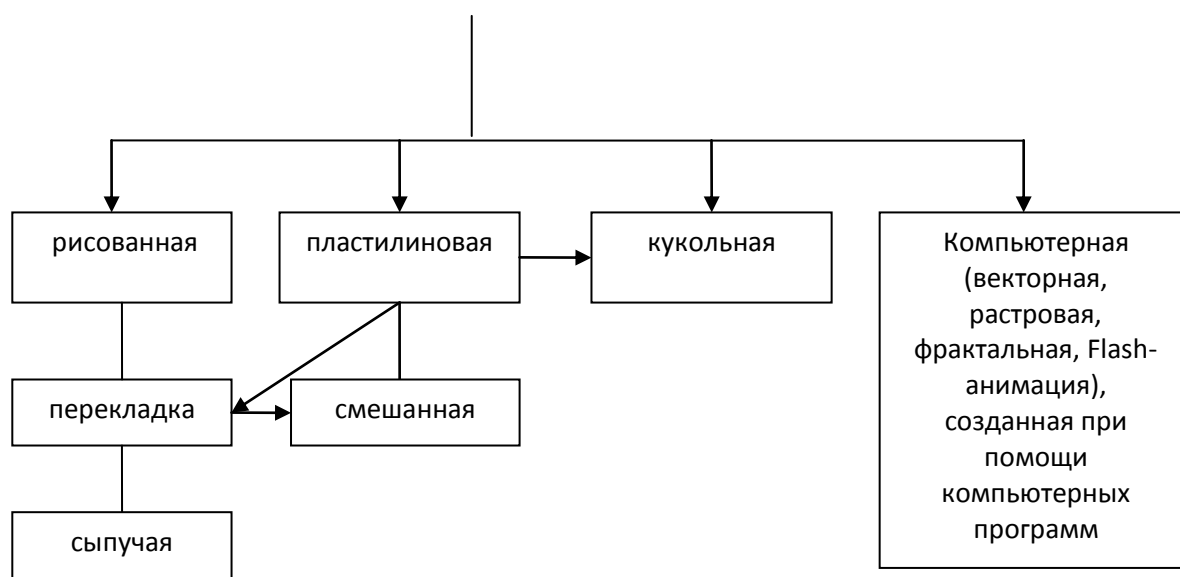 рисованная
пластилиновая
кукольная
Компьютерная
(векторная,
растровая,
фрактальная, Flash-
анимация),
созданная при
помощи
компьютерных
программ
перекладка
смешанная
сыпучая